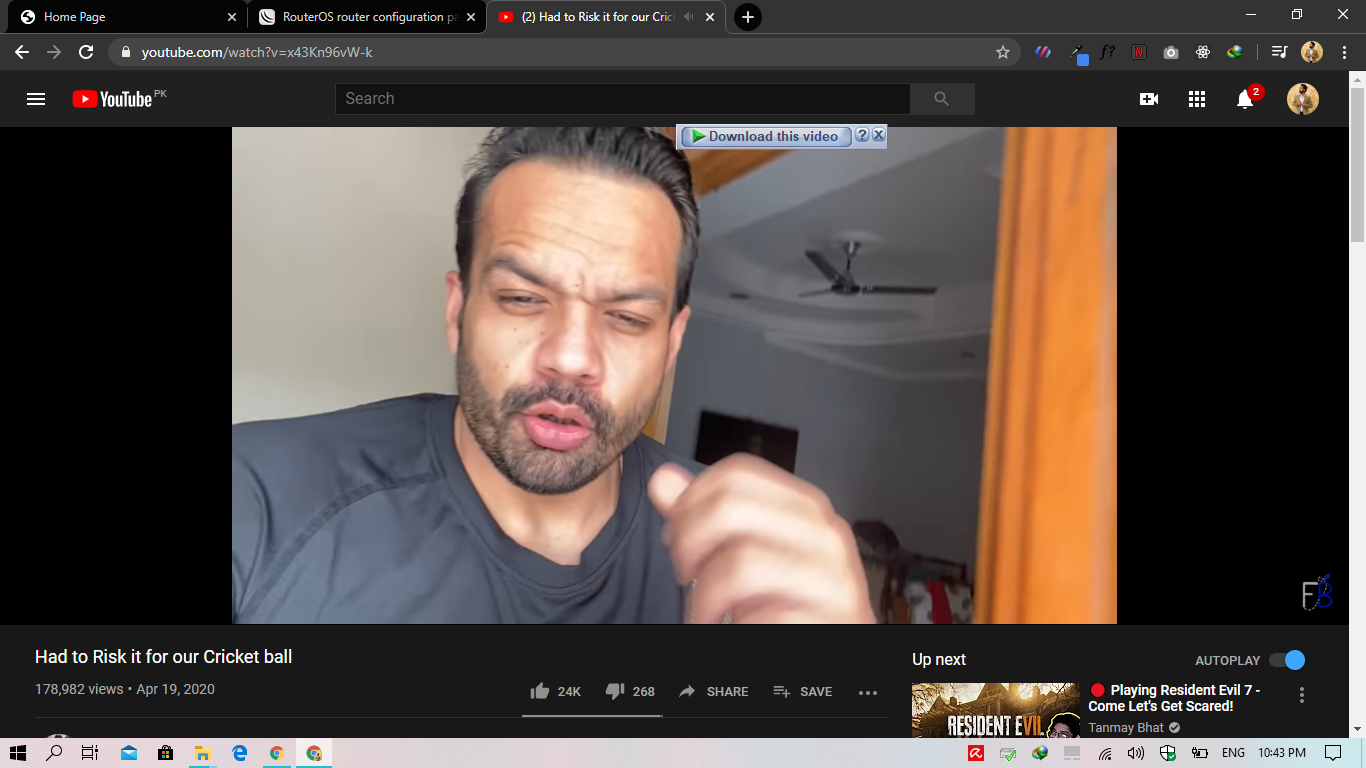 Home Page
RouterOS router configuration pa
(2) Had to Risk it for our Cric
youtube.com/watch?v=x43Kn96vW-k
YouTube PK
Search
2
Download this video
FB
Had to Risk it for our Cricket ball
178,982 views • Apr 19, 2020
24K
268
SHARE
SAVE
Up next
AUTOPLAY
RESIDENT EVIL
Playing Resident Evil 7 -
Come Let's Get Scared!
Tanmay Bhat
ENG
10:43 PM